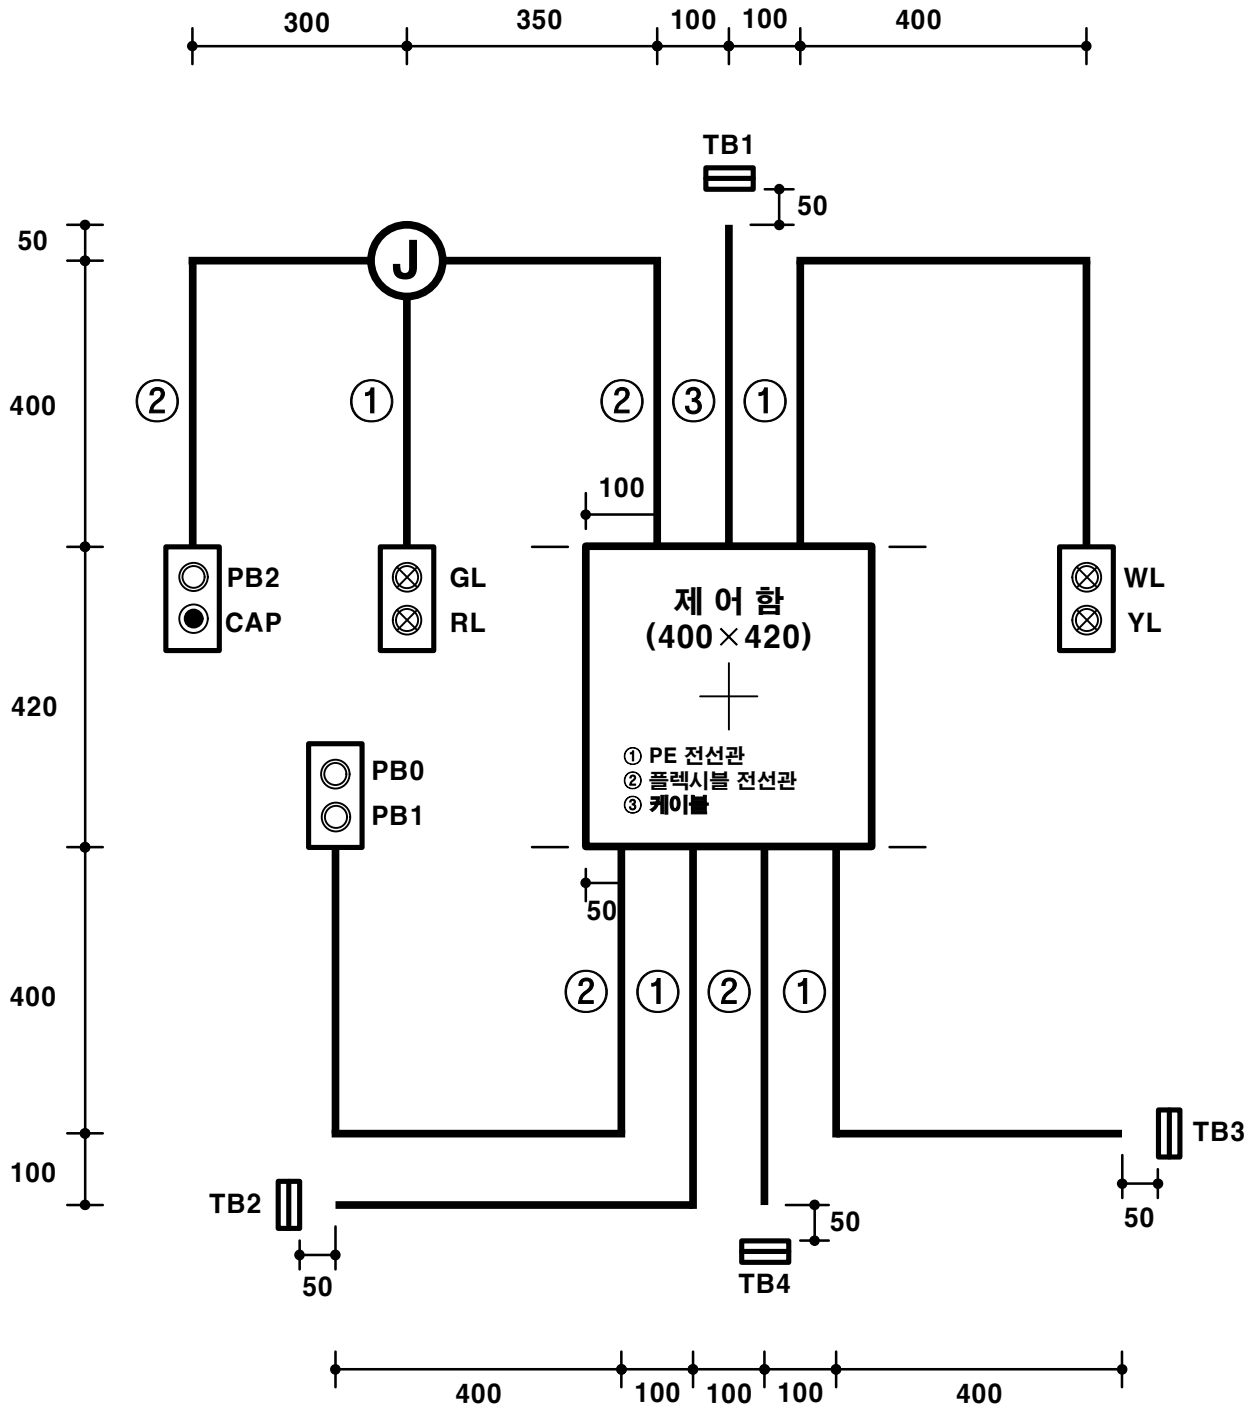 300 350 100 100 400
TB1
50
50
J
400
② ① ② ③ ①
100
PB2 GL WL
CAP RL YL
제 어 함
(400×420)
420
PB0
PB1
① PE 전선관
② 플렉시블 전선관
③ 케이블
50
400
② ① ② ①
100
TB3
TB2
50
50
50
TB4
400 100 100 100 400